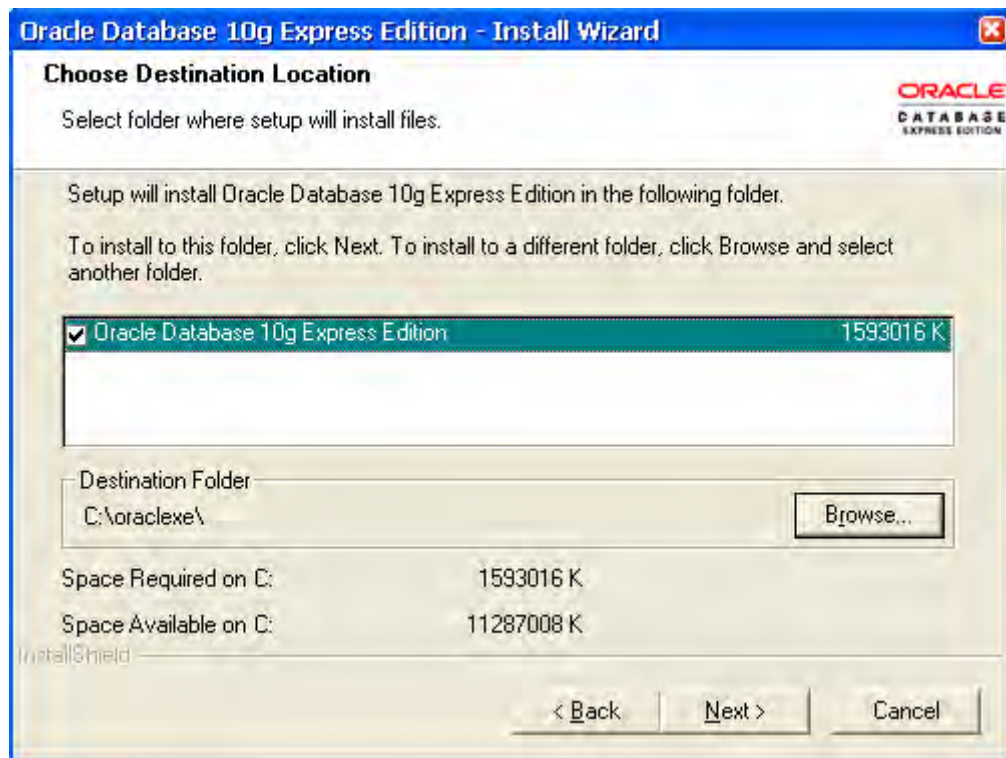 Oracle Database 10g Express Edition - Install Wizard
Choose Destination Location
Select folder where setup will install files.
ORACLE
DATABASE
EXPRESS EDITION
Setup will install Oracle Database 10g Express Edition in the following folder.
To install to this folder, click Next. To install to a different folder, click Browse and select
another folder.
Oracle Database 10g Express Edition 1593016 K
Destination Folder
C:\oraclexe\
Browse...
Space Required on C: 1593016 K
Space Available on C: 11287008 K
InstallShield
< Back Next > Cancel